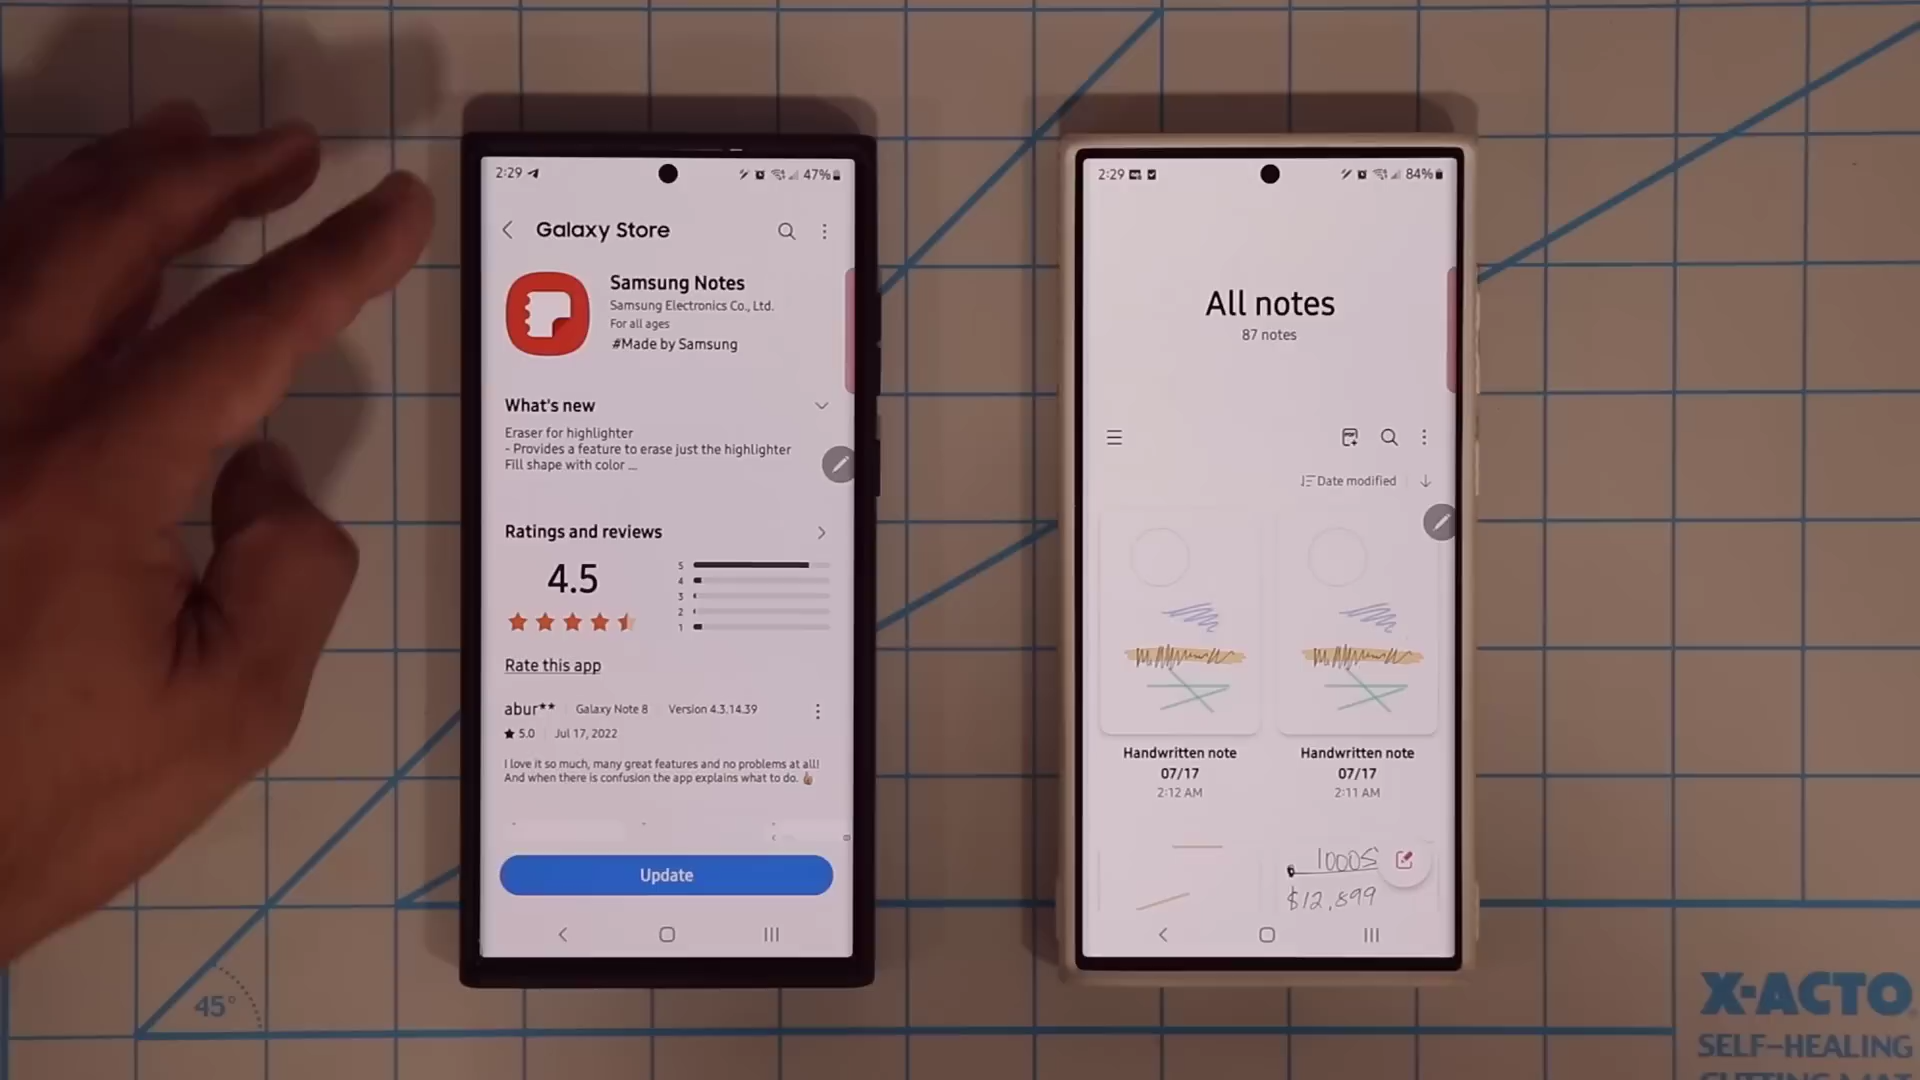 2:29
47%
Galaxy Store
Samsung Notes
Samsung Electronics Co., Ltd.
For all ages
#Made by Samsung
What's new
Eraser for highlighter
- Provides a feature to erase just the highlighter
Fill shape with color ...
Ratings and reviews
4.5
5
4
3
2
1
Rate this app
abur** Galaxy Note 8 Version 4.3.14.39
5.0 Jul 17, 2022
I love it so much, many great features and no problems at all!
And when there is confusion the app explains what to do.
Update
2:29
84%
All notes
87 notes
PDF
Date modified
Handwritten note
07/17
2:12 AM
Handwritten note
07/17
2:11 AM
$12,899
45°
X-ACTO
SELF-HEALING
CUTTING MAT